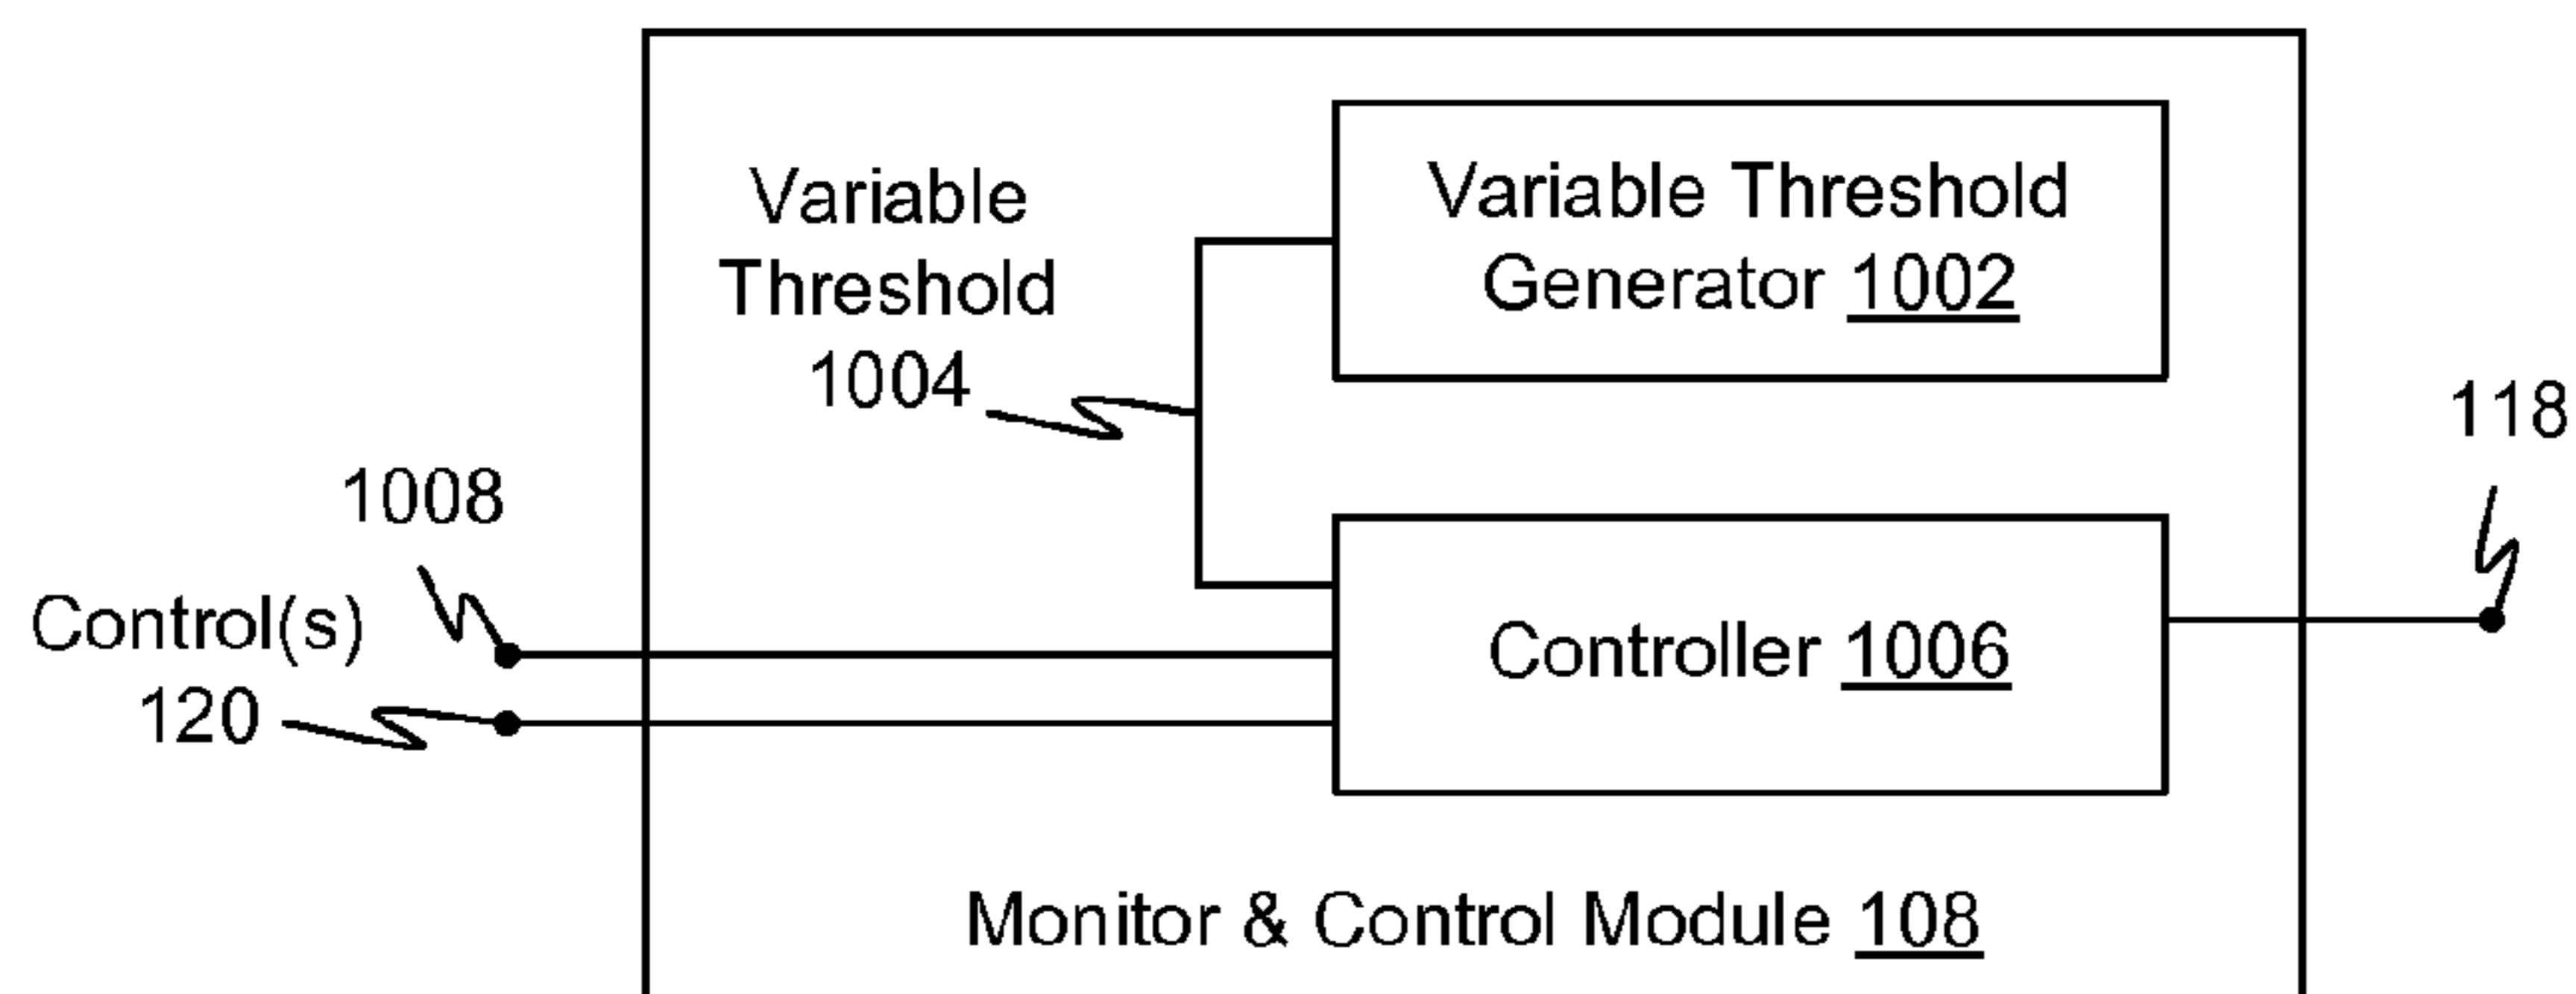 Variable Threshold
Generator 1002
Variable
Threshold
1004
118
1008
Control(s)
120
Controller 1006
Monitor & Control Module 108